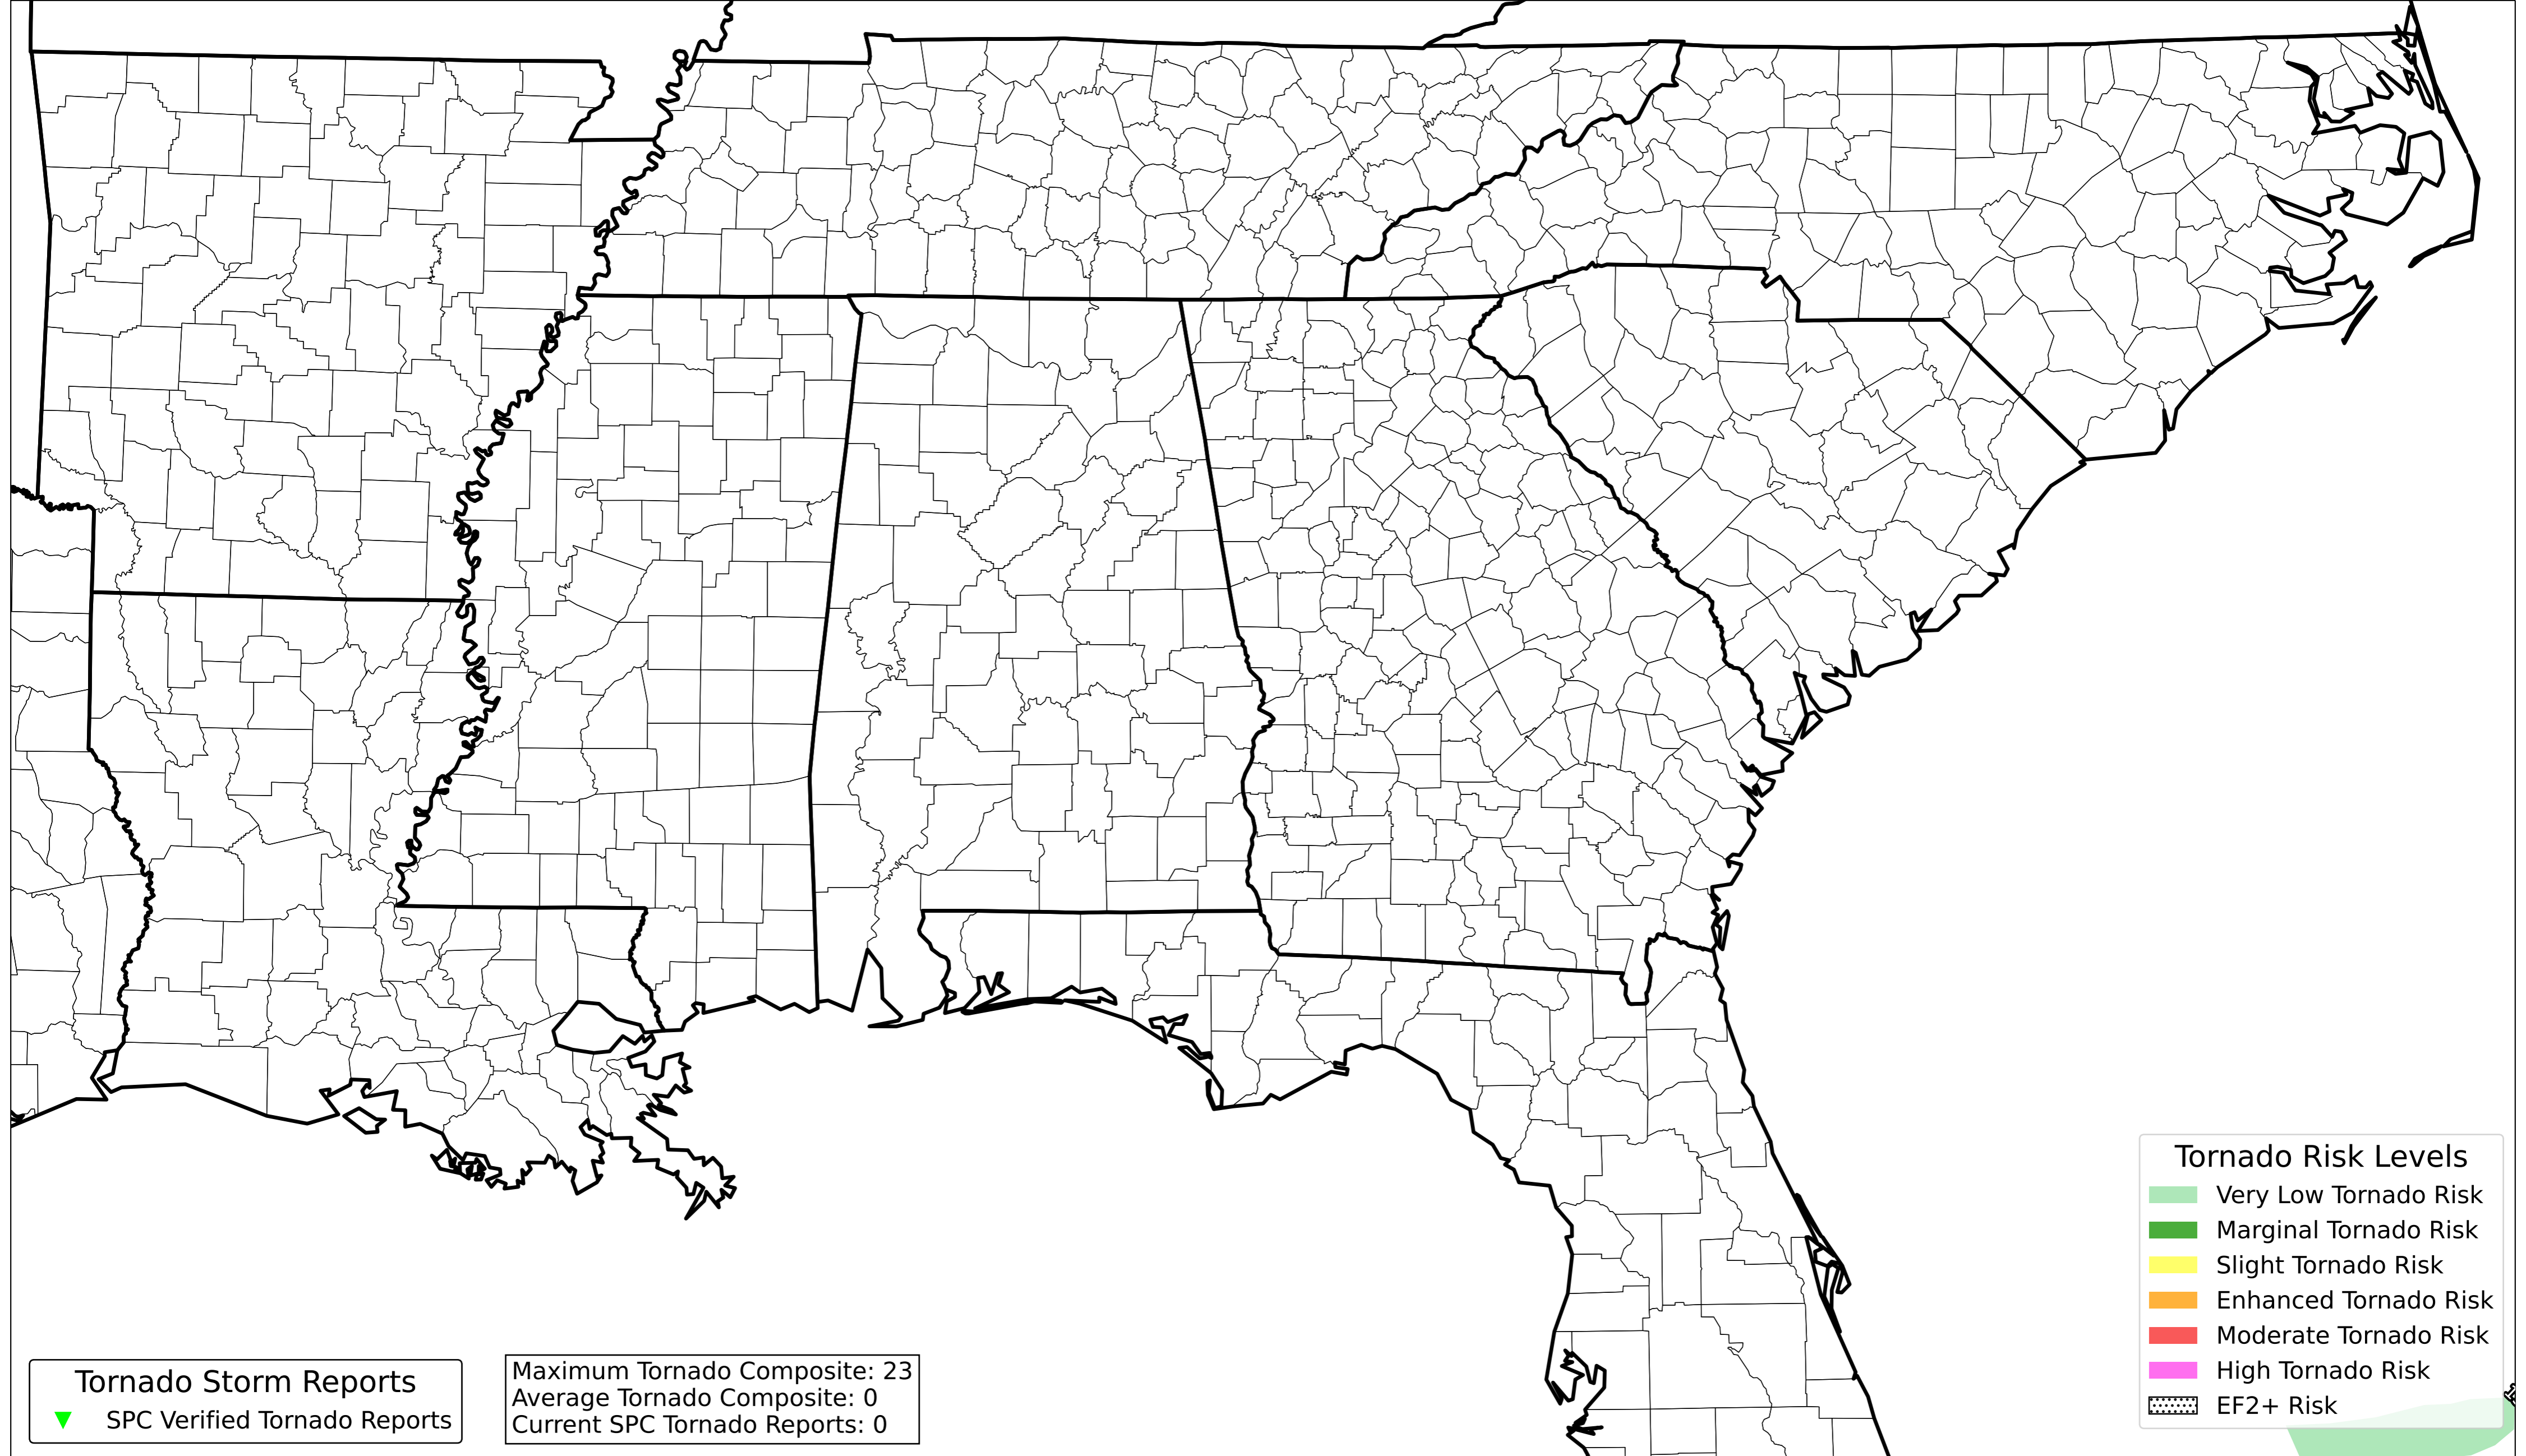 Tornado Storm Reports
SPC Verified Tornado Reports
Maximum Tornado Composite: 23
Average Tornado Composite: 0
Current SPC Tornado Reports: 0
Tornado Risk Levels
Very Low Tornado Risk
Marginal Tornado Risk
Slight Tornado Risk
Enhanced Tornado Risk
Moderate Tornado Risk
High Tornado Risk
EF2+ Risk